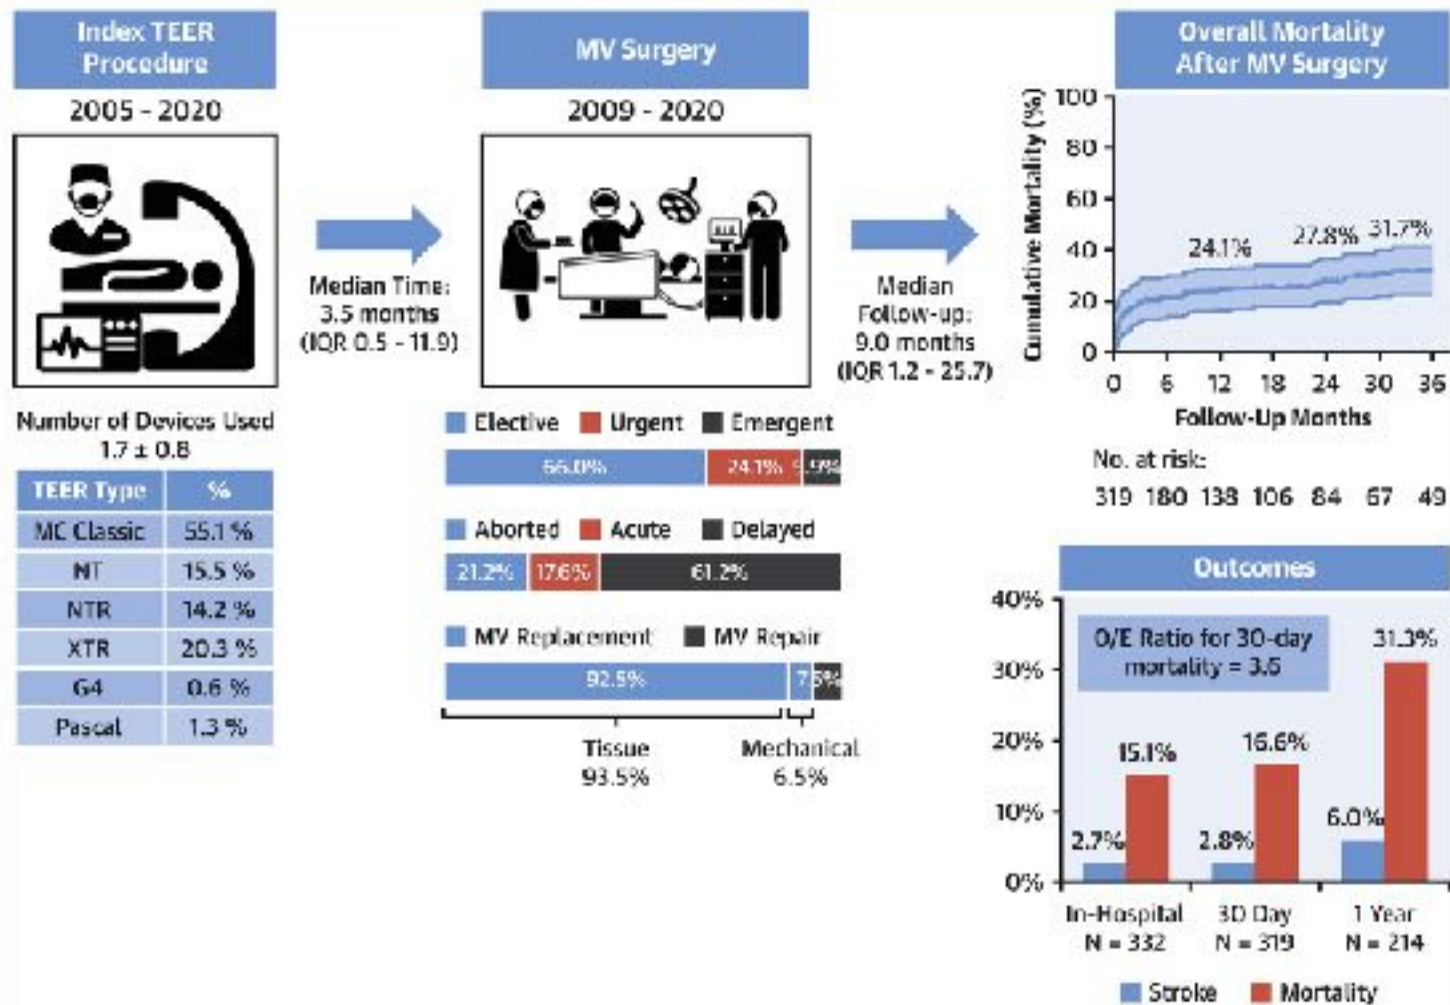 Index TEER
Procedure
2005 - 2020
Number of Devices Used
1.7 ± 0.8
TEER Type %
MC Classic 55.1 %
NT 15.5 %
NTR 14.2 %
XTR 20.3 %
G4 0.6 %
Pascal 1.3 %
Median Time:
3.5 months
(IQR 0.5 - 11.9)
MV Surgery
2009 - 2020
Elective Urgent Emergent
66.0% 24.1% 9.9%
Aborted Acute Delayed
21.2% 17.6% 61.2%
MV Replacement MV Repair
92.5% 7.5%
Tissue Mechanical
93.5% 6.5%
Median
Follow-up:
9.0 months
(IQR 1.2 - 25.7)
Overall Mortality
After MV Surgery
Cumulative Mortality (%)
100
80
60
40
20
0
24.1% 27.8% 31.7%
0 6 12 18 24 30 36
Follow-Up Months
No. at risk:
319 180 138 106 84 67 49
Outcomes
40%
30%
20%
10%
0%
O/E Ratio for 30-day
mortality = 3.6
2.7% 15.1% 2.8% 16.6% 6.0% 31.3%
In-Hospital 30 Day 1 Year
N = 332 N = 319 N = 214
Stroke Mortality